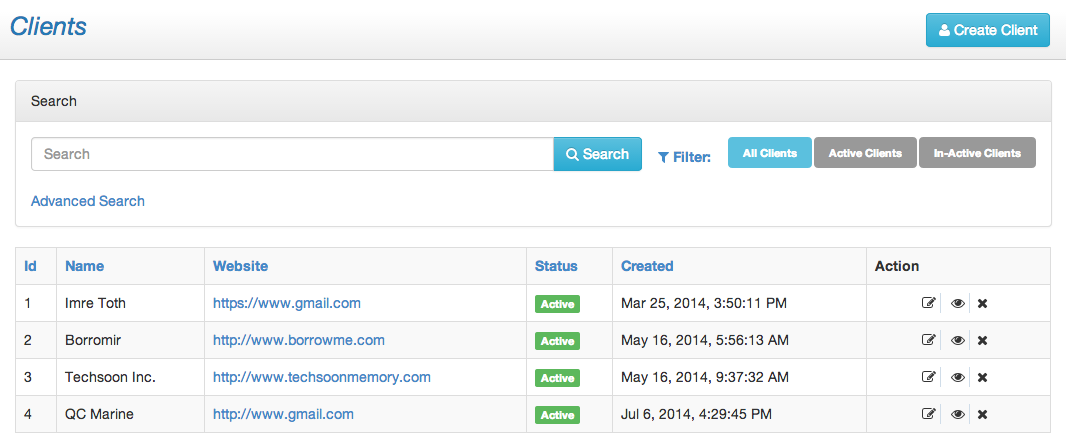 Clients
Create Client
Search
Search
Search
Filter:
All Clients
Active Clients
In-Active Clients
Advanced Search
Id Name Website Status Created Action
1 Imre Toth https://www.gmail.com Active Mar 25, 2014, 3:50:11 PM
2 Borromir http://www.borrowme.com Active May 16, 2014, 5:56:13 AM
3 Techsoon Inc. http://www.techsoonmemory.com Active May 16, 2014, 9:37:32 AM
4 QC Marine http://www.gmail.com Active Jul 6, 2014, 4:29:45 PM